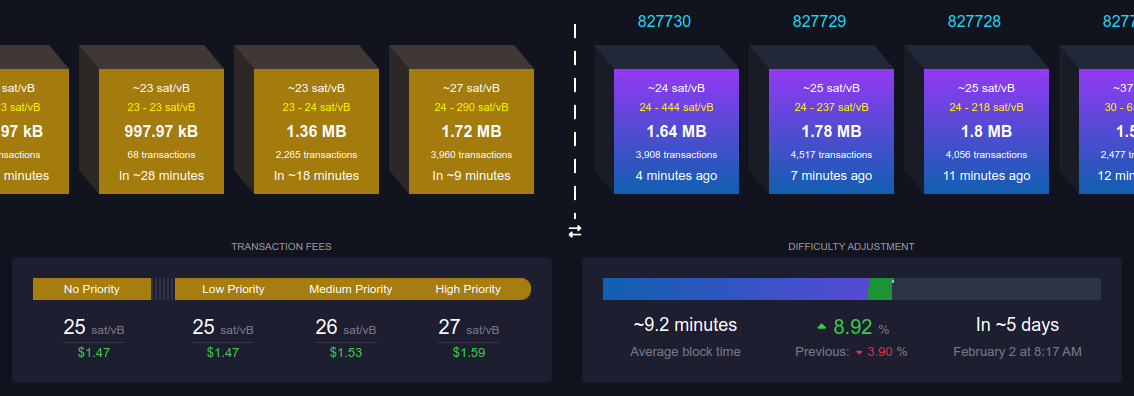 827730
827729
827728
8277
sat/vB
3 sat/vB
97 kB
nsactions
minutes
~23 sat/vB
23 - 23 sat/vB
997.97 kB
68 transactions
In ~28 minutes
~23 sat/vB
23 - 24 sat/vB
1.36 MB
2,265 transactions
In ~18 minutes
~27 sat/vB
24 - 290 sat/vB
1.72 MB
3,960 transactions
In ~9 minutes
~24 sat/vB
24 - 444 sat/vB
1.64 MB
3,908 transactions
4 minutes ago
~25 sat/vB
24 - 237 sat/vB
1.78 MB
4,517 transactions
7 minutes ago
~25 sat/vB
24 - 218 sat/vB
1.8 MB
4,056 transactions
11 minutes ago
~37
30 - 6
1.5
2,477 t
12 min
TRANSACTION FEES
No Priority
Low Priority
Medium Priority
High Priority
25 sat/vB
25 sat/vB
26 sat/vB
27 sat/vB
$1.47
$1.47
$1.53
$1.59
DIFFICULTY ADJUSTMENT
~9.2 minutes
Average block time
8.92 %
Previous: 3.90 %
In ~5 days
February 2 at 8:17 AM